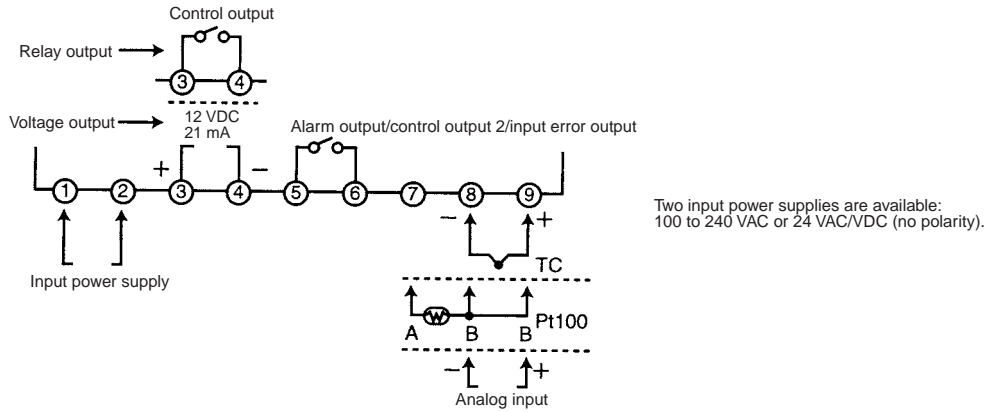 Control output
Relay output
3 4
Voltage output
12 VDC
21 mA
Alarm output/control output 2/input error output
+ − 
1 2 3 4 5 6 7 8 9
− +
Two input power supplies are available:
100 to 240 VAC or 24 VAC/VDC (no polarity).
TC
Input power supply
Pt100
A B B
− +
Analog input